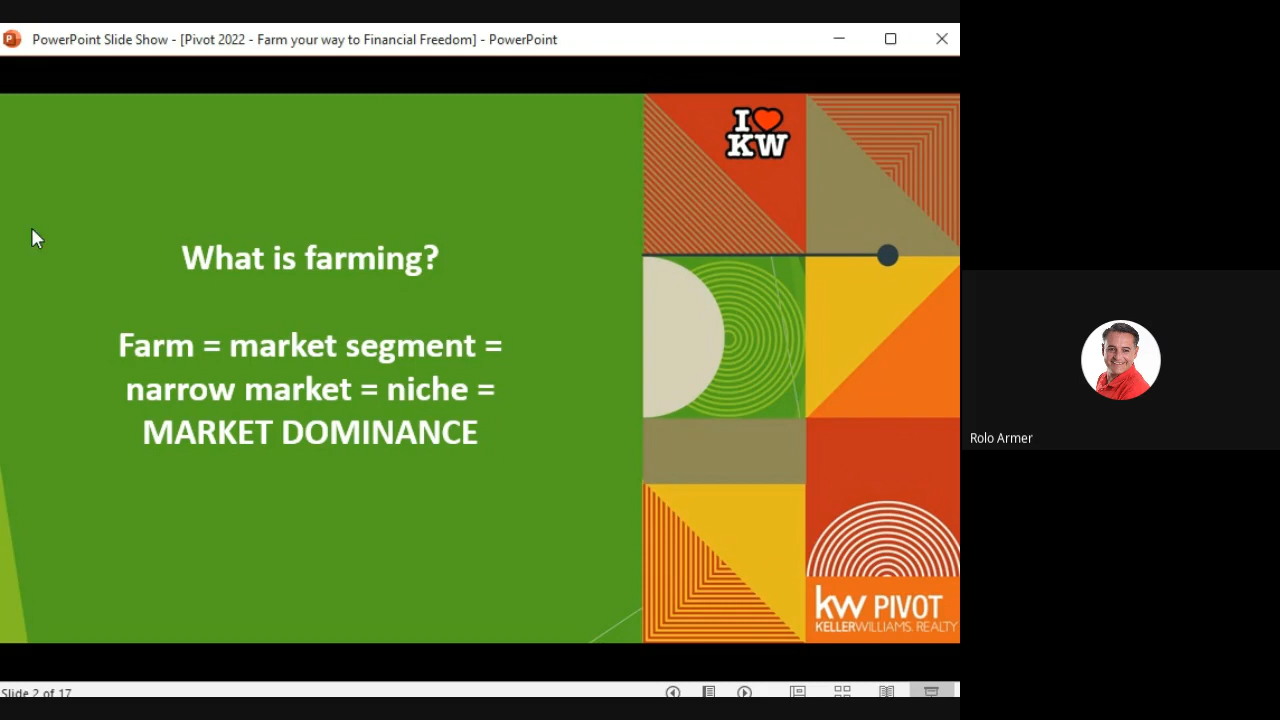 PowerPoint Slide Show - [Pivot 2022 - Farm your way to Financial Freedom] - PowerPoint
I KW
What is farming?
Farm = market segment =
narrow market = niche =
MARKET DOMINANCE
Rolo Armer
kw PIVOT
KELLERWILLIAMS. REALTY
Slide 2 of 17